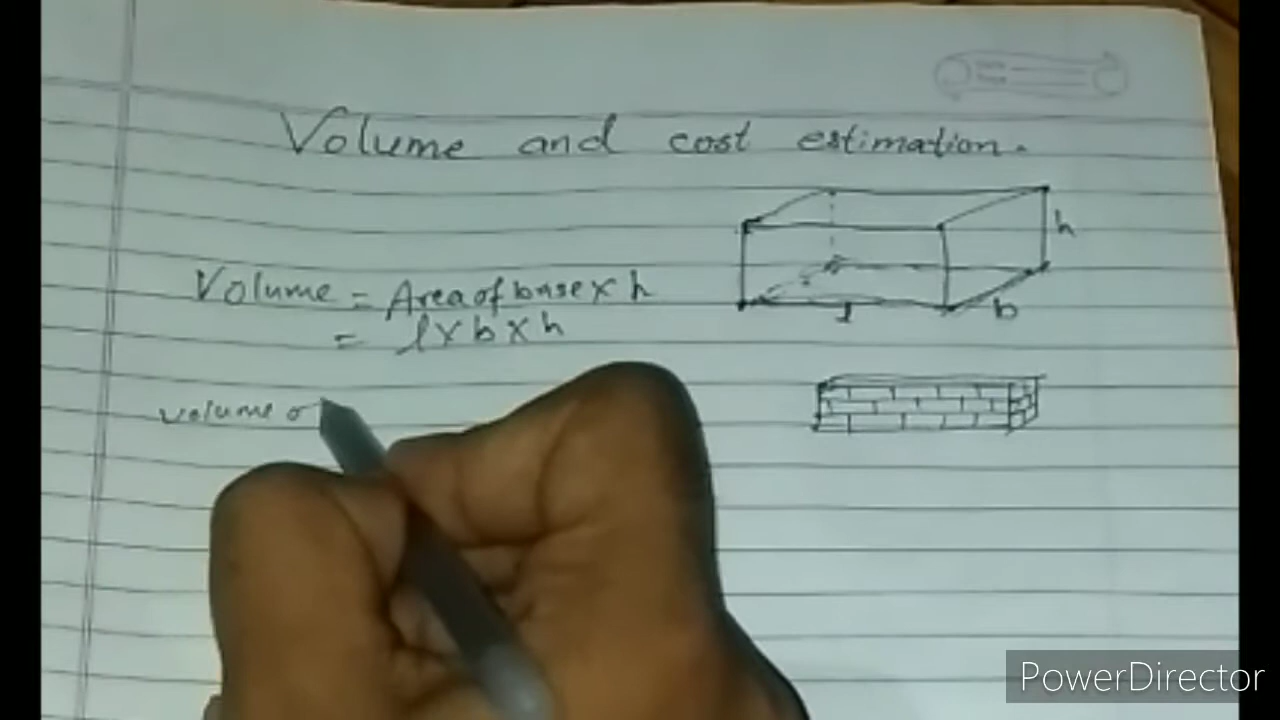 Volume and cost estimation.
h
Volume = Area of base x h
b
l
= l x b x h
volume o
PowerDirector